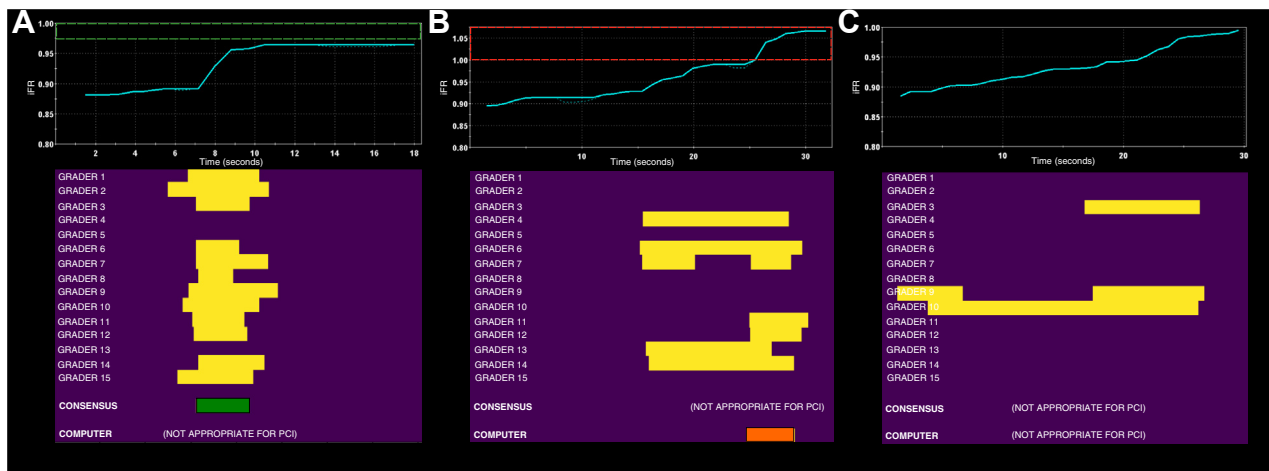 A
1.00
0.95
0.90
0.85
0.80
iFR
2 4 6 8 10 12 14 16 18
Time (seconds)
GRADER 1
GRADER 2
GRADER 3
GRADER 4
GRADER 5
GRADER 6
GRADER 7
GRADER 8
GRADER 9
GRADER 10
GRADER 11
GRADER 12
GRADER 13
GRADER 14
GRADER 15
CONSENSUS
COMPUTER (NOT APPROPRIATE FOR PCI)
B
1.05
1.00
0.95
0.90
0.85
0.80
iFR
10 20 30
Time (seconds)
GRADER 1
GRADER 2
GRADER 3
GRADER 4
GRADER 5
GRADER 6
GRADER 7
GRADER 8
GRADER 9
GRADER 10
GRADER 11
GRADER 12
GRADER 13
GRADER 14
GRADER 15
CONSENSUS (NOT APPROPRIATE FOR PCI)
COMPUTER
C
1.00
0.95
0.90
0.85
0.80
iFR
10 20 30
Time (seconds)
GRADER 1
GRADER 2
GRADER 3
GRADER 4
GRADER 5
GRADER 6
GRADER 7
GRADER 8
GRADER 9
GRADER 10
GRADER 11
GRADER 12
GRADER 13
GRADER 14
GRADER 15
CONSENSUS (NOT APPROPRIATE FOR PCI)
COMPUTER (NOT APPROPRIATE FOR PCI)